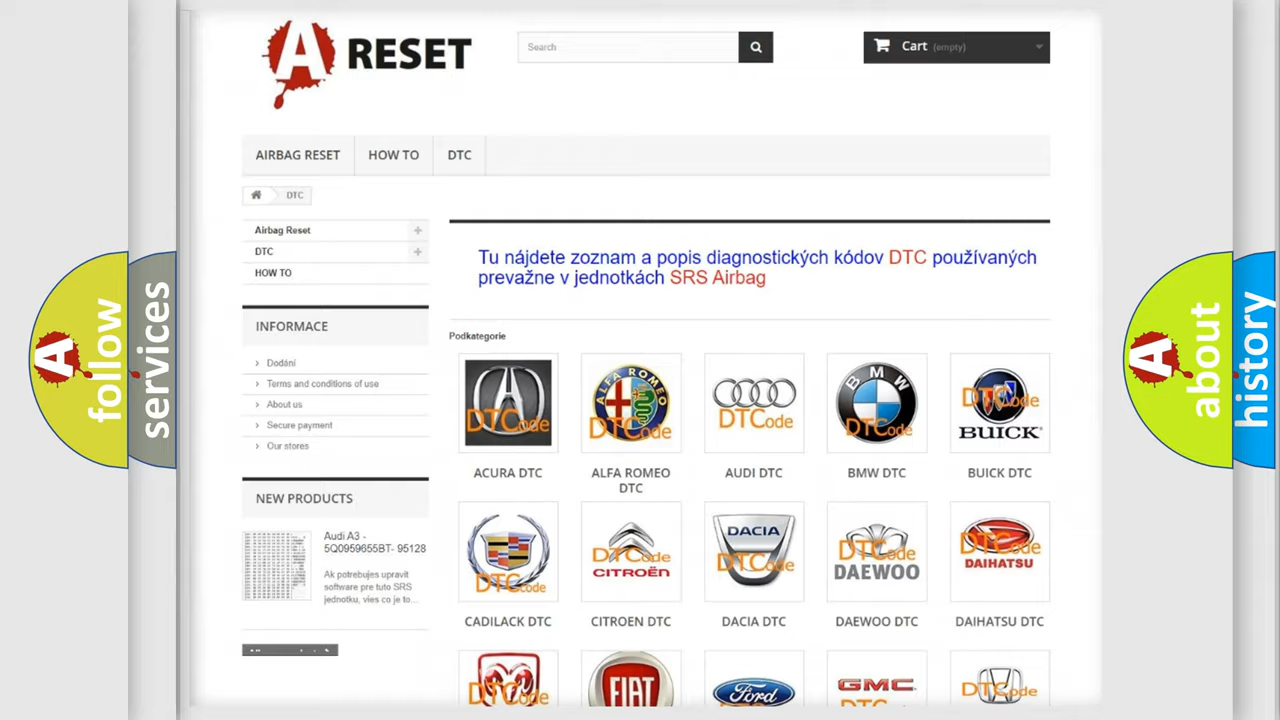 A RESET
Search
Cart (empty)
AIRBAG RESET
HOW TO
DTC
DTC
Airbag Reset
DTC
HOW TO
INFORMACE
Dodání
Terms and conditions of use
About us
Secure payment
Our stores
NEW PRODUCTS
Audi A3 -
5Q0959655BT- 95128
Ak potrebujes upravit
software pre tuto SRS
jednotku, vies co je to...
Tu nájdete zoznam a popis diagnostických kódov DTC používaných
prevažne v jednotkách SRS Airbag
Podkategorie
DTCode
ALFA ROMEO
DTCode
DTCode
BMW
DTCode
DTCode
BUICK
ACURA DTC
ALFA ROMEO
DTC
AUDI DTC
BMW DTC
BUICK DTC
DTCode
DTCode
CITROËN
DACIA
DTCode
DTCode
DAEWOO
DTCode
DAIHATSU
CADILACK DTC
CITROEN DTC
DACIA DTC
DAEWOO DTC
DAIHATSU DTC
DTCode
FIAT
Ford
GMC
DTCode
A follow
services
A about
history